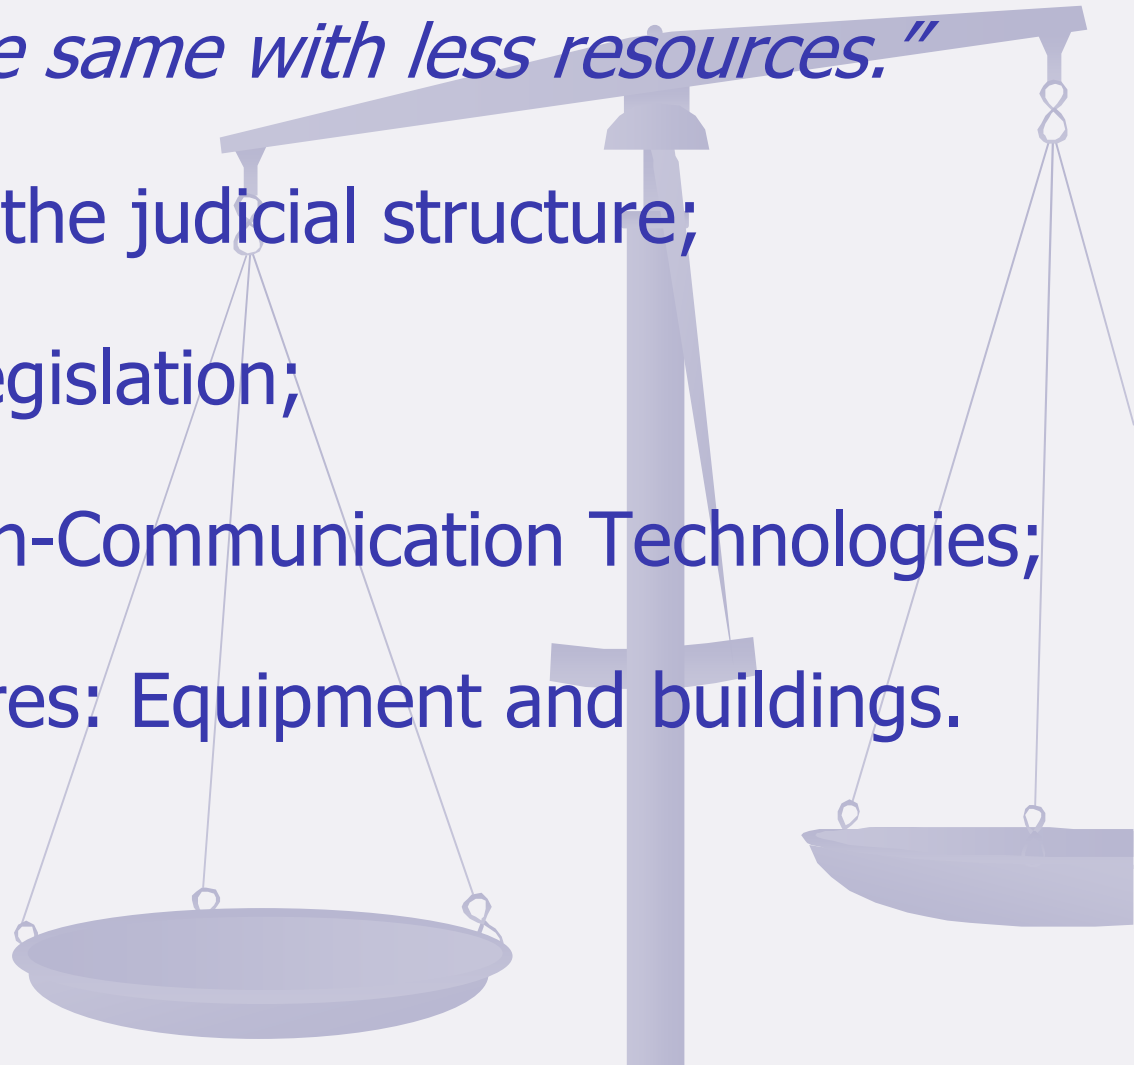 e same with less resources.”
the judicial structure;
egislation;
n-Communication Technologies;
res: Equipment and buildings.